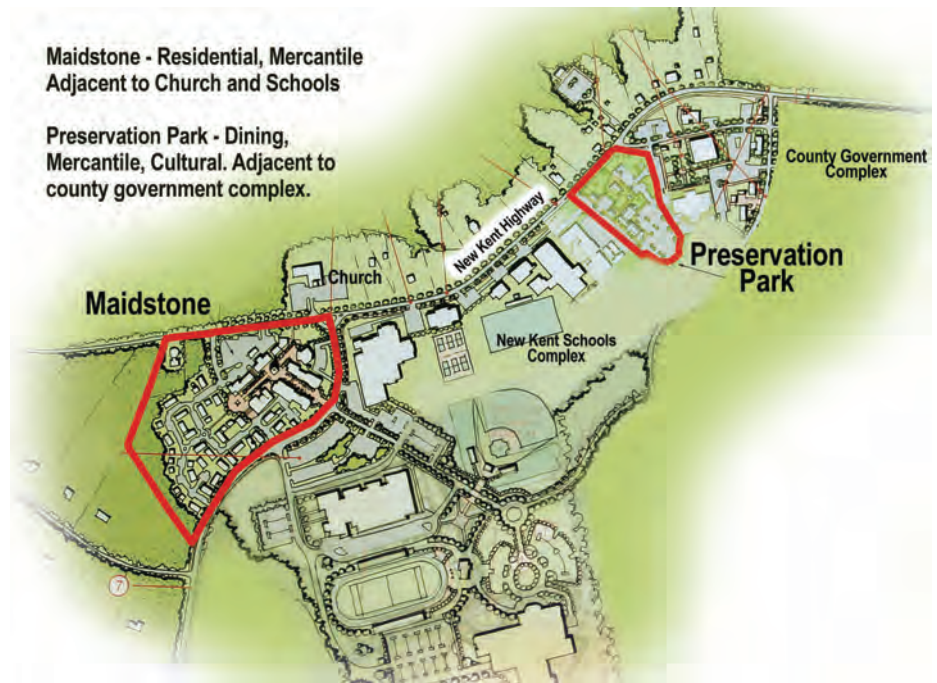 Maidstone - Residential, Mercantile
Adjacent to Church and Schools
Preservation Park - Dining,
Mercantile, Cultural. Adjacent to
county government complex.
County Government
Complex
New Kent Highway
Preservation
Park
Church
Maidstone
New Kent Schools
Complex
7